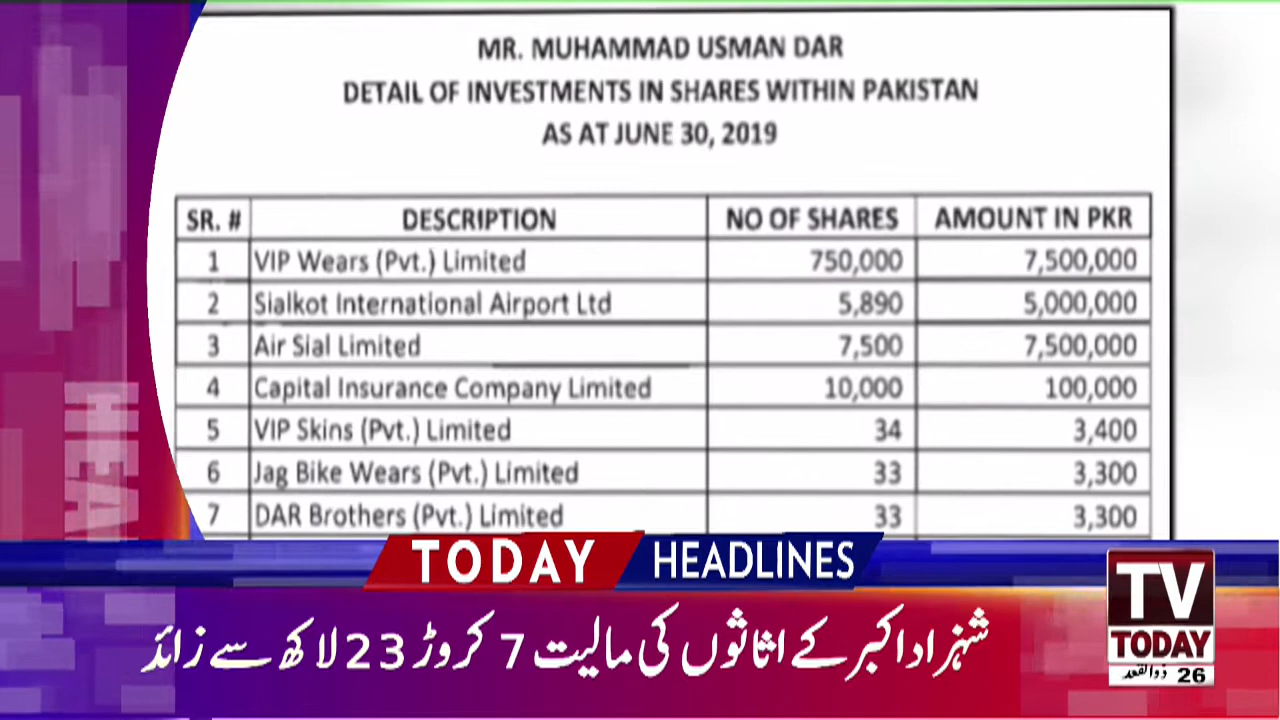 MR. MUHAMMAD USMAN DAR
DETAIL OF INVESTMENTS IN SHARES WITHIN PAKISTAN
AS AT JUNE 30, 2019
SR. # DESCRIPTION NO OF SHARES AMOUNT IN PKR
1 VIP Wears (Pvt.) Limited 750,000 7,500,000
2 Sialkot International Airport Ltd 5,890 5,000,000
3 Air Sial Limited 7,500 7,500,000
4 Capital Insurance Company Limited 10,000 100,000
5 VIP Skins (Pvt.) Limited 34 3,400
6 Jag Bike Wears (Pvt.) Limited 33 3,300
7 DAR Brothers (Pvt.) Limited 33 3,300
HEA
TODAY HEADLINES
شہزاد اکبر کے اثاثوں کی مالیت 7 کروڑ 23 لاکھ سے زائد
TV
TODAY
26 ذوالقعد